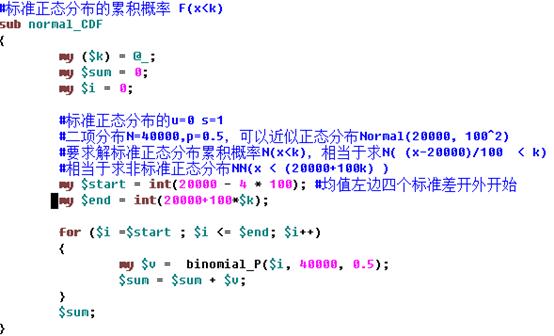 #标准正态分布的累积概率 F(x<k)
sub normal_CDF
{
my ($k) = @_;
my $sum = 0;
my $i = 0;
#标准正态分布的u=0 s=1
#二项分布N=40000,p=0.5, 可以近似正态分布Normal(20000, 100^2)
#要求解标准正态分布累积概率N(x<k), 相当于求N( (x-20000)/100  < k)
#相当于求非标准正态分布NN(x < (20000+100k) )
my $start = int(20000 - 4 * 100); #均值左边四个标准差开外开始
my $end = int(20000+100*$k);
for ($i =$start ; $i <= $end; $i++)
{
my $v =  binomial_P($i, 40000, 0.5);
$sum = $sum + $v;
}
$sum;
}